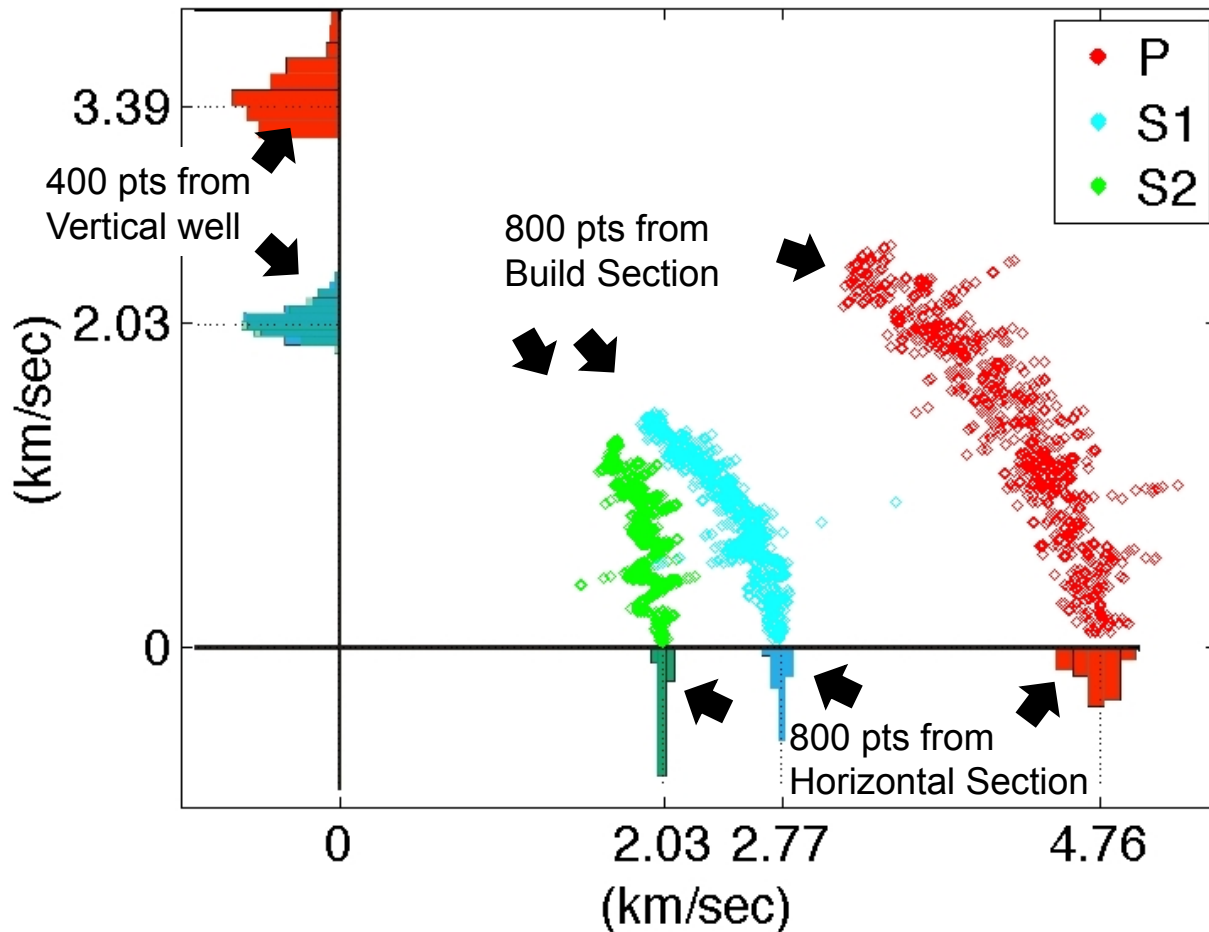 P
S1
S2
3.39
400 pts from
Vertical well
800 pts from
Build Section
2.03
(km/sec)
0
800 pts from
Horizontal Section
0 2.03 2.77 4.76
(km/sec)